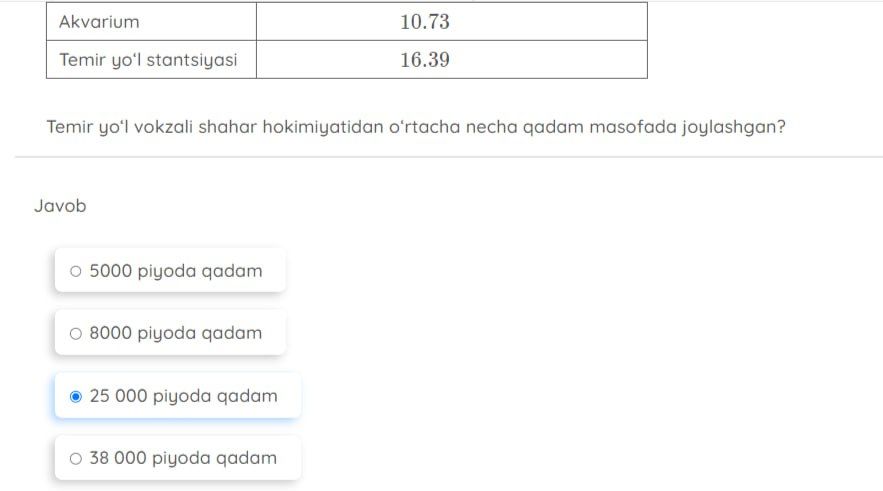 Akvarium 10.73
Temir yo‘l stantsiyasi 16.39
Temir yo‘l vokzali shahar hokimiyatidan o‘rtacha necha qadam masofada joylashgan?
Javob
5000 piyoda qadam
8000 piyoda qadam
25 000 piyoda qadam
38 000 piyoda qadam